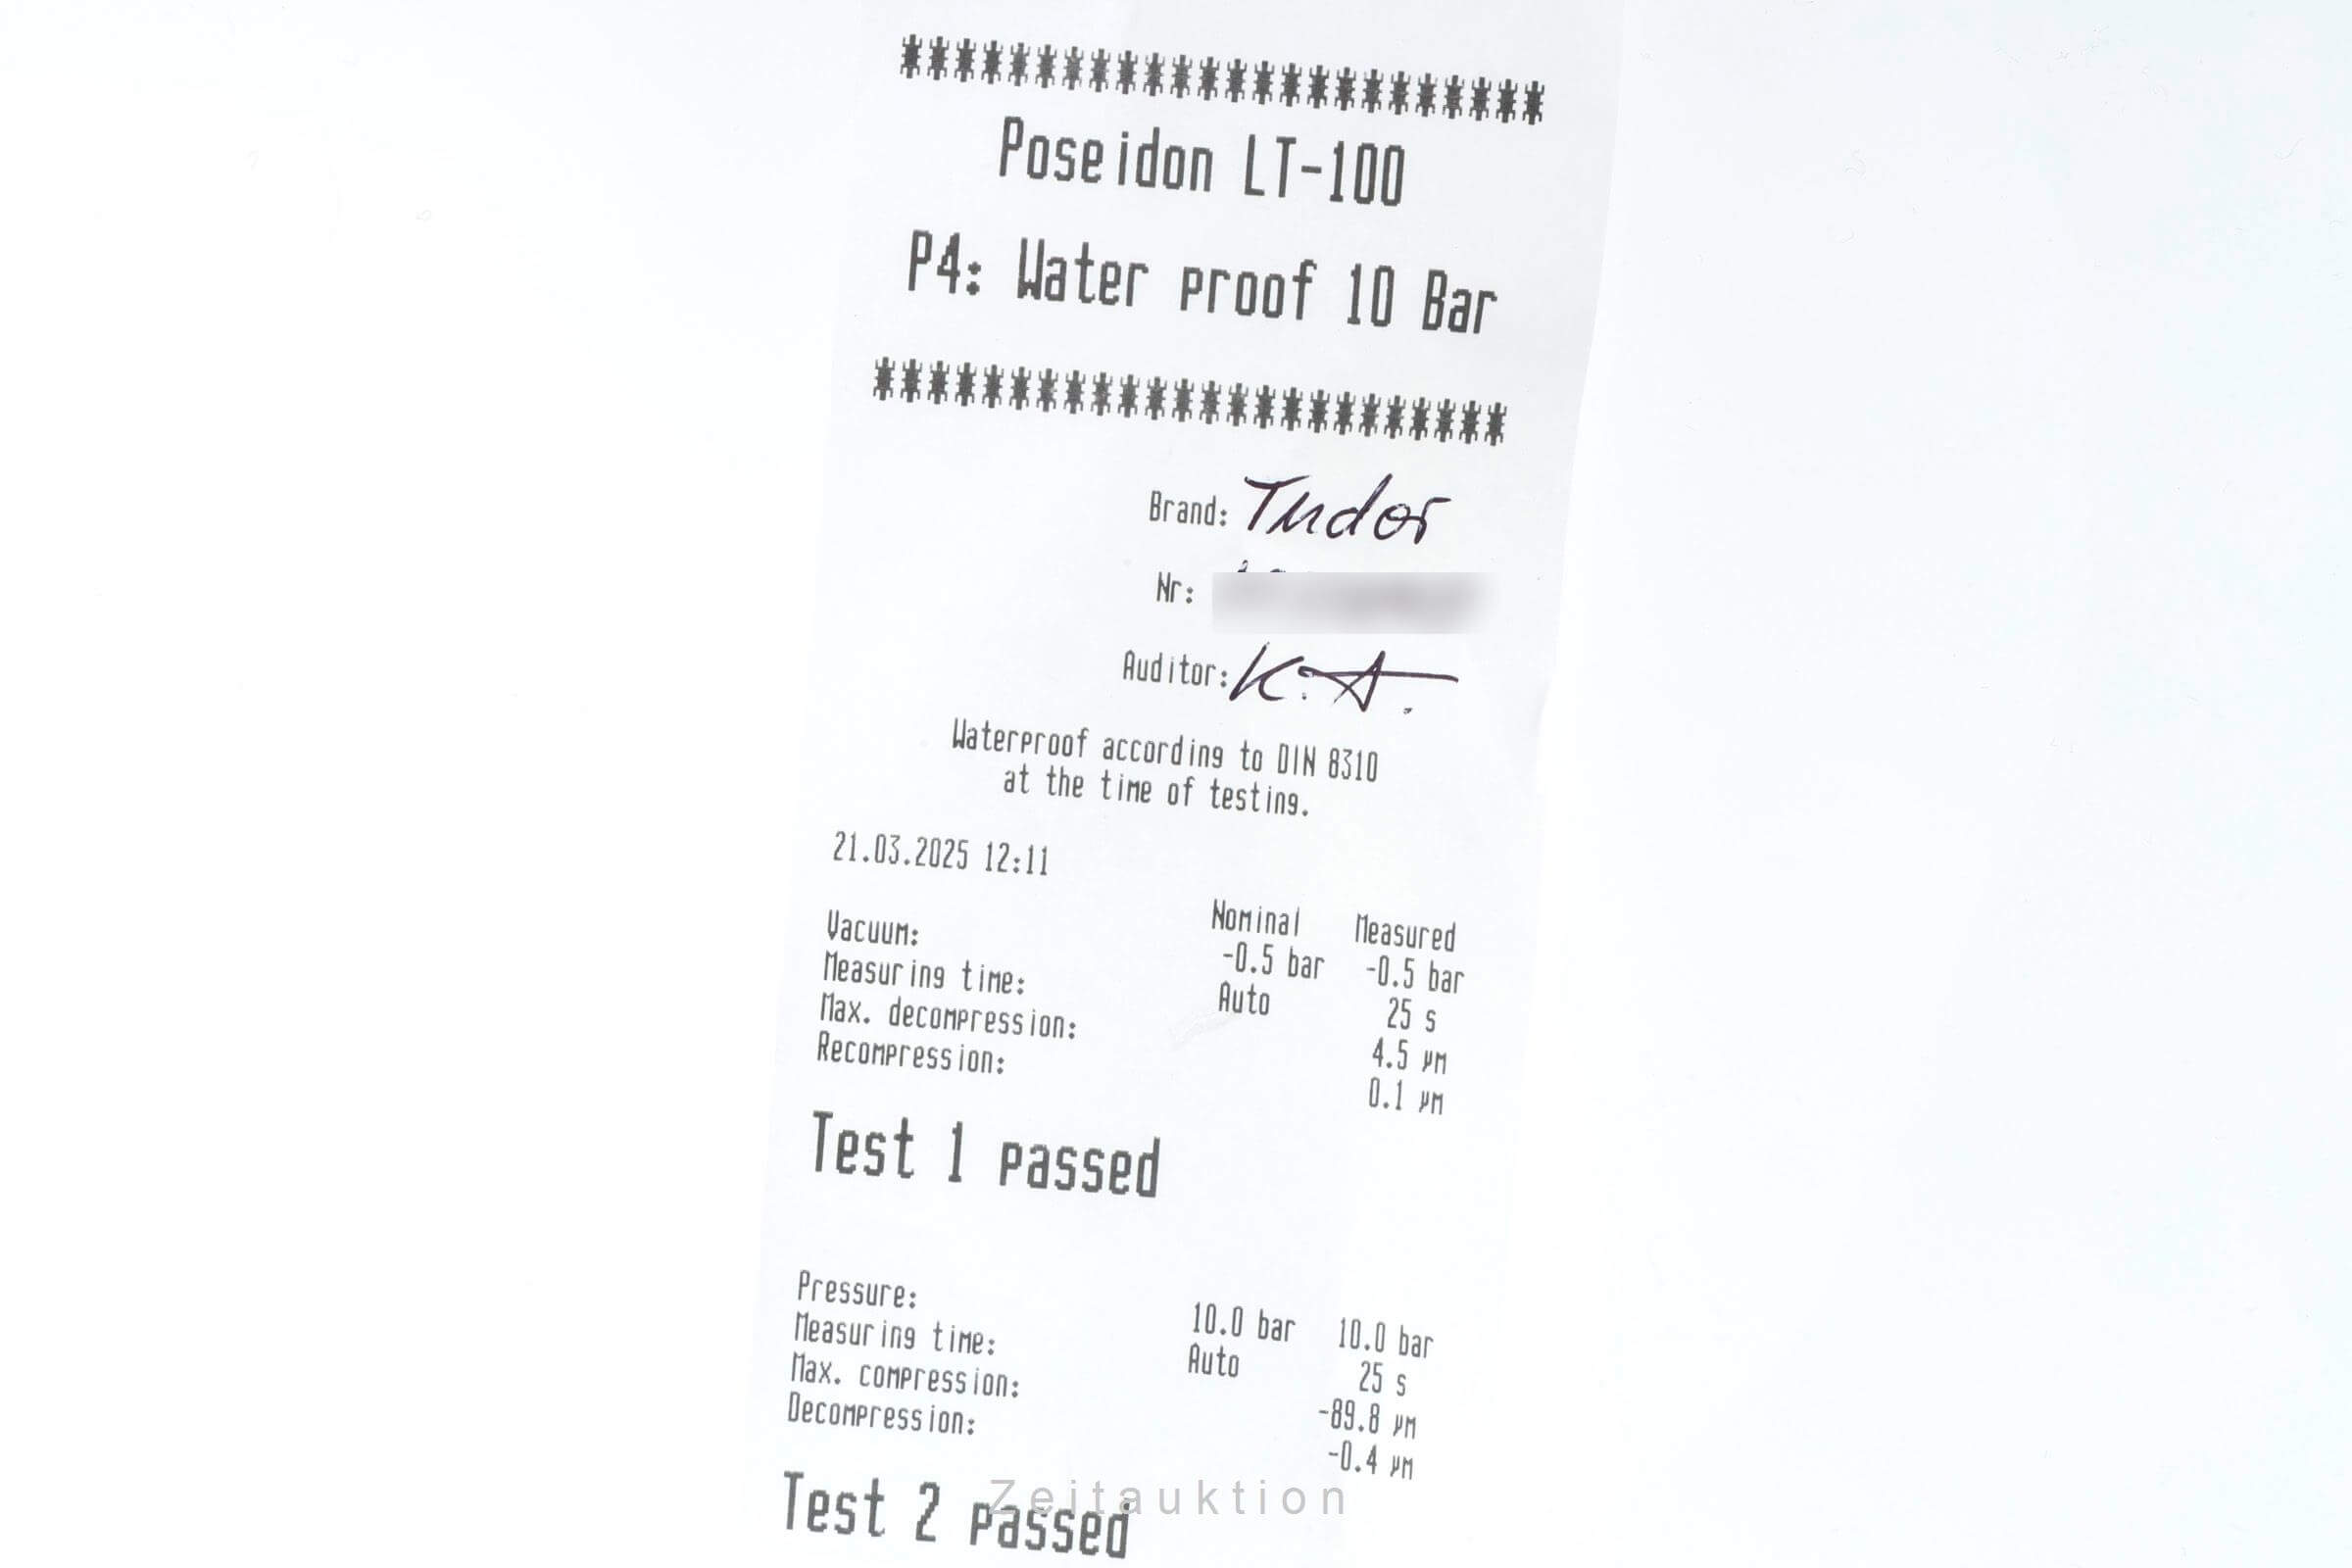 ************************
Poseidon LT-100
P4: Water proof 10 Bar
************************
Brand: Tudor
Nr:
Auditor: K.A.
Waterproof according to DIN 8310
at the time of testing.
21.03.2025 12:11
Nominal Measured
Vacuum: -0.5 bar -0.5 bar
Measuring time: Auto 25 s
Max. decompression: 4.5 µm
Recompression: 0.1 µm
Test 1 passed
Pressure: 10.0 bar 10.0 bar
Measuring time: Auto 25 s
Max. compression: -89.8 µm
Decompression: -0.4 µm
Test 2 passed
Zeitauktion